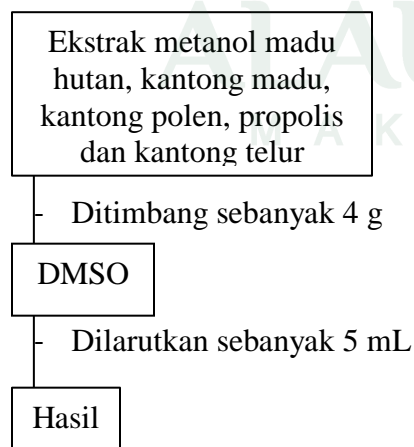 Ekstrak metanol madu
hutan, kantong madu,
kantong polen, propolis
dan kantong telur
- Ditimbang sebanyak 4 g
DMSO
- Dilarutkan sebanyak 5 mL
Hasil